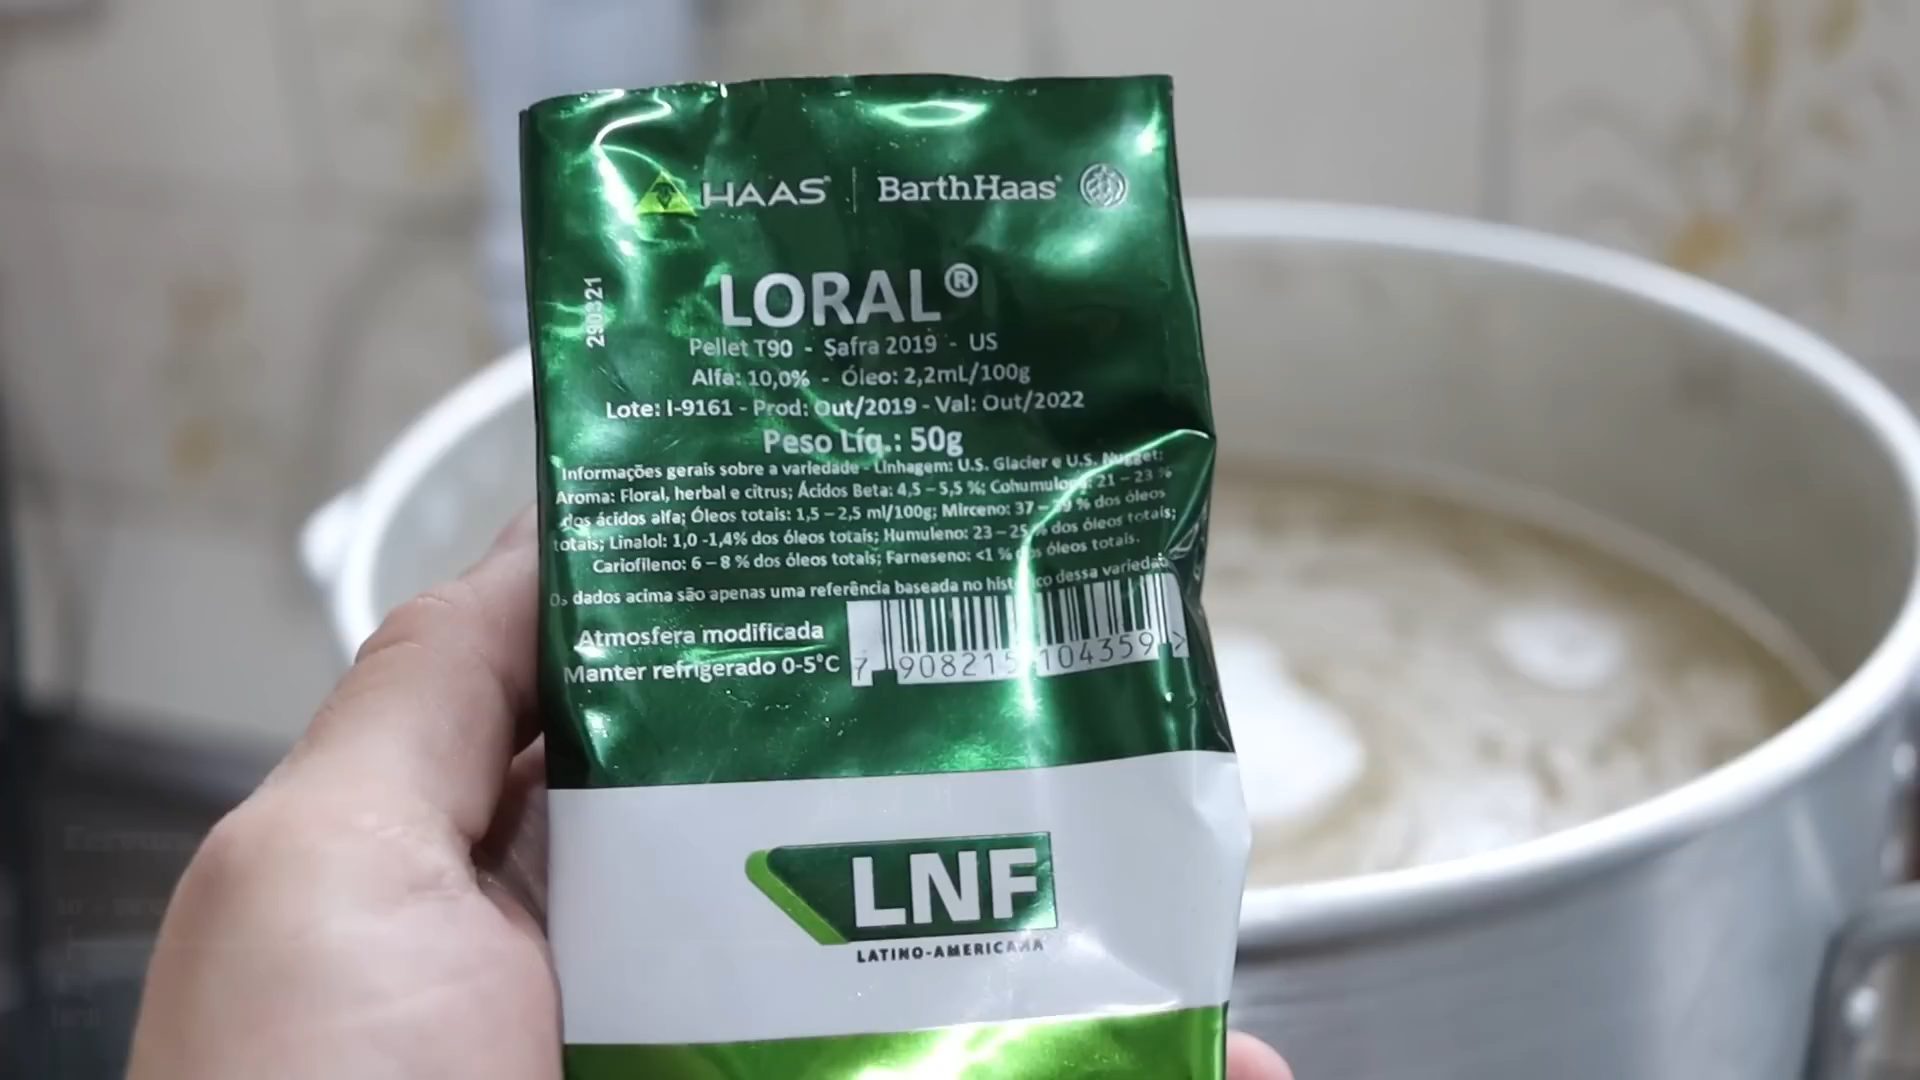 HAAS® | BarthHaas®
LORAL®
290321
Pellet T90 - Safra 2019 - US
Alfa: 10,0% - Óleo: 2,2mL/100g
Lote: I-9161 - Prod: Out/2019 - Val: Out/2022
Peso Líq.: 50g
Informações gerais sobre a variedade - Linhagem: U.S. Glacier e U.S. Nugget;
Aroma: Floral, herbal e citrus; Ácidos Beta: 4,5 – 5,5 %; 21 – 23 %
dos ácidos alfa; Óleos totais: 1,5 – 2,5 ml/100g; Mirceno: 37 – % dos óleos
totais; Linalol: 1,0 -1,4% dos óleos totais; Humuleno: 23 – dos óleos totais;
Cariofileno: 6 – 8 % dos óleos totais; Farneseno: <1 % óleos totais.
Os dados acima são apenas uma referência baseada no dessa variedade
Atmosfera modificada
Manter refrigerado 0-5°C
7 908215 104359 >
LNF
LATINO-AMERICANA